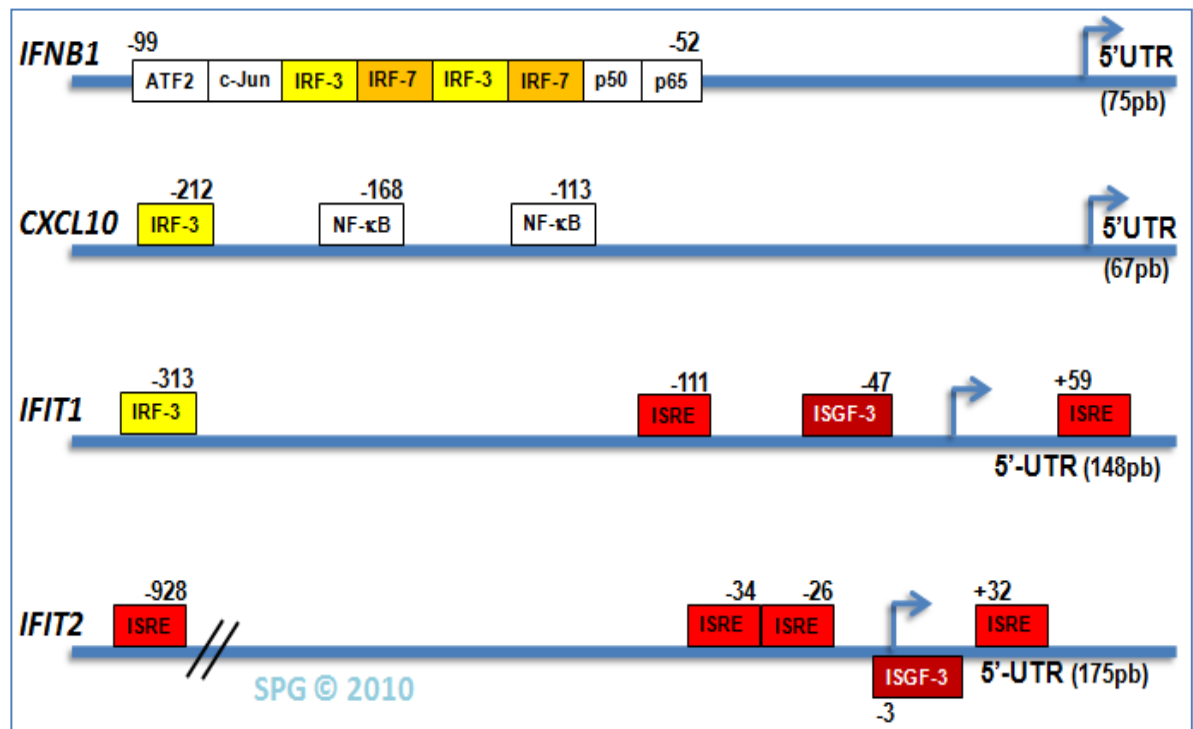 -99 -52
IFNB1 5'UTR
ATF2 c-Jun IRF-3 IRF-7 IRF-3 IRF-7 p50 p65
(75pb)
-212 -168 -113
CXCL10 IRF-3 NF-κB NF-κB 5'UTR
(67pb)
-313 -111 -47 +59
IFIT1 IRF-3 ISRE ISGF-3 ISRE
5'-UTR (148pb)
-928 -34 -26 +32
IFIT2 ISRE ISRE ISRE ISRE
SPG © 2010 ISGF-3 5'-UTR (175pb)
-3